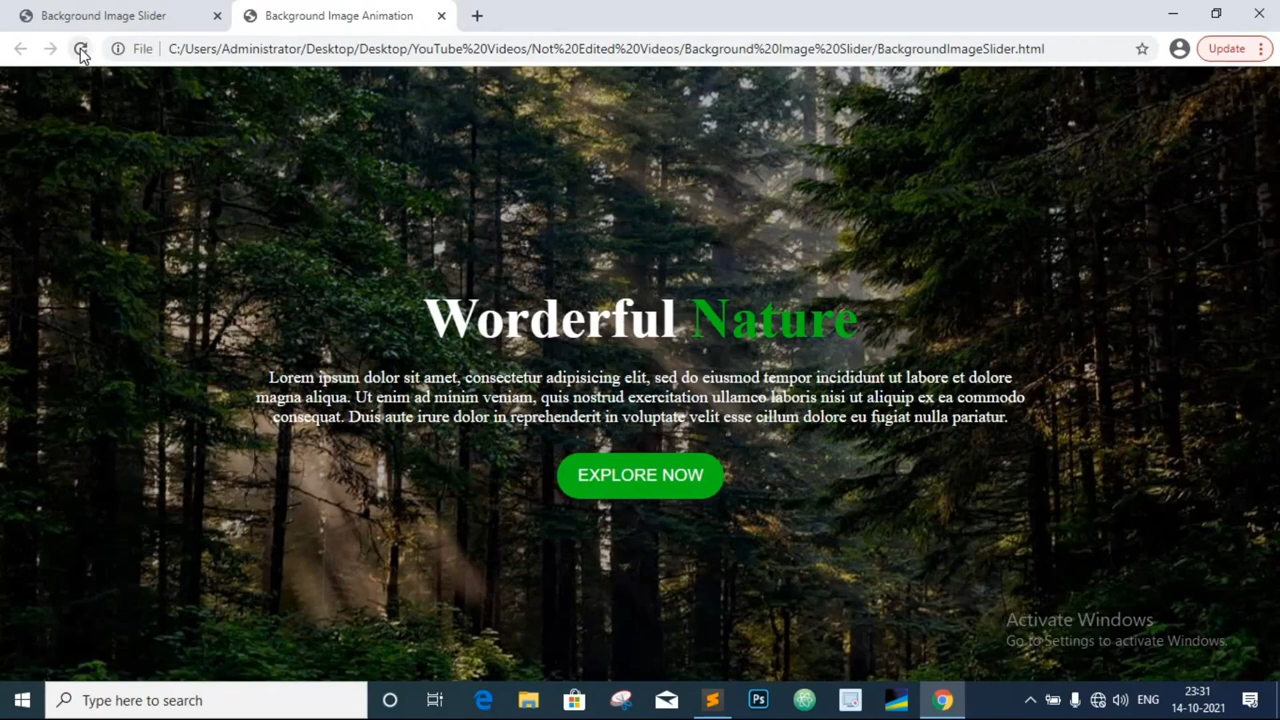 Background Image Slider
Background Image Animation
File
C:/Users/Administrator/Desktop/Desktop/YouTube%20Videos/Not%20Edited%20Videos/Background%20Image%20Slider/BackgroundImageSlider.html
Update
Worderful Nature
Lorem ipsum dolor sit amet, consectetur adipisicing elit, sed do eiusmod tempor incididunt ut labore et dolore
magna aliqua. Ut enim ad minim veniam, quis nostrud exercitation ullamco laboris nisi ut aliquip ex ea commodo
consequat. Duis aute irure dolor in reprehenderit in voluptate velit esse cillum dolore eu fugiat nulla pariatur.
EXPLORE NOW
Activate Windows
Go to Settings to activate Windows.
Type here to search
Ps
ENG
23:31
14-10-2021